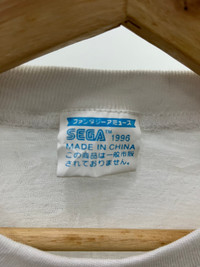 ファンタジーアミューズ
SEGA™ 1996
MADE IN CHINA
この商品は一般市販
されておりません。